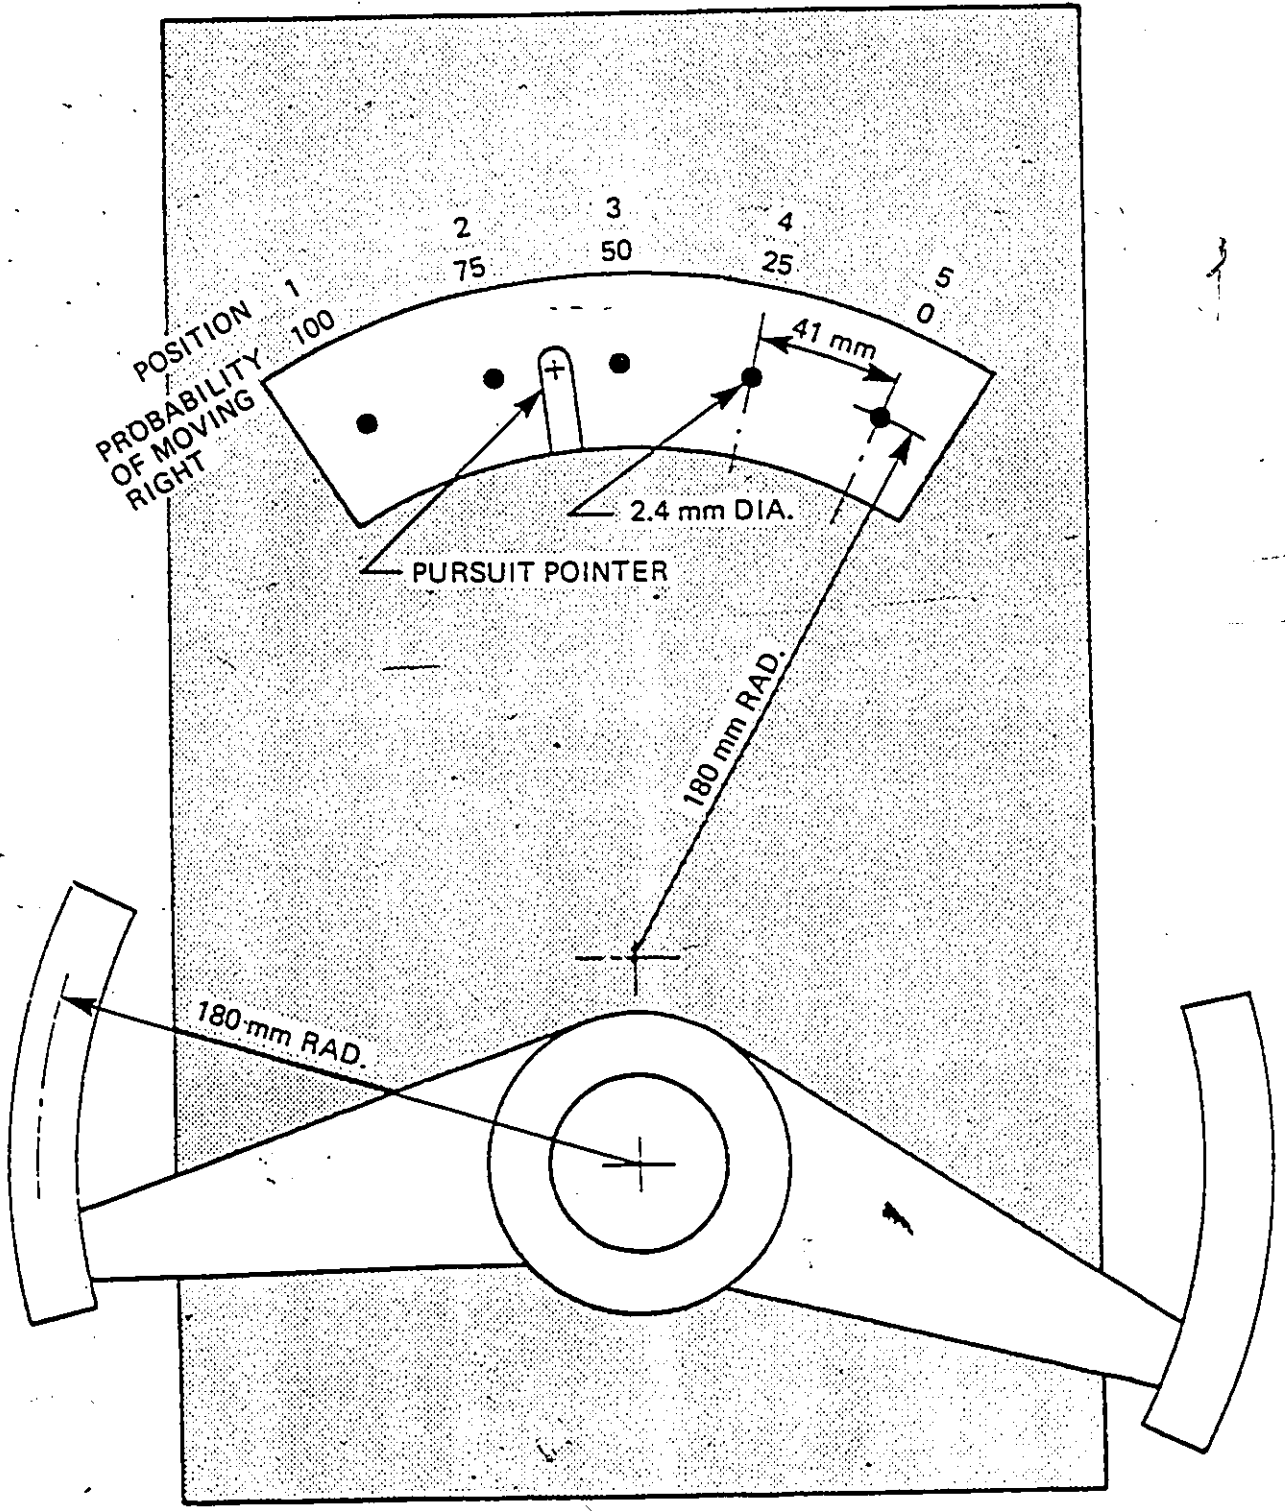 POSITION 1 2 3 4 5
PROBABILITY 100 75 50 25 0
OF MOVING
RIGHT
41 mm
2.4 mm DIA.
PURSUIT POINTER
180 mm RAD.
180 mm RAD.